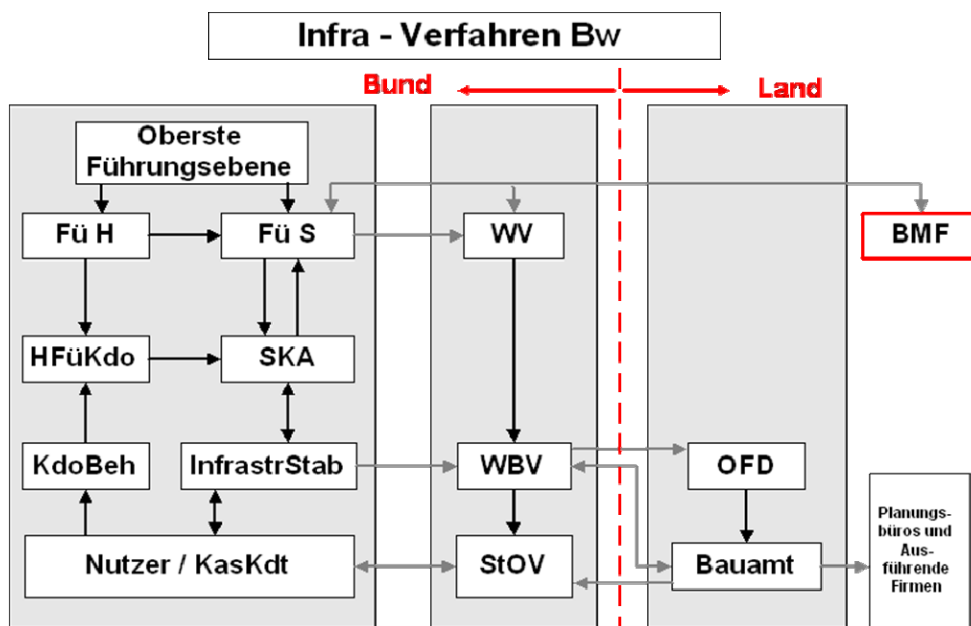 Infra - Verfahren Bw
Bund
Land
Oberste
Führungsebene
Fü H
Fü S
WV
BMF
HFüKdo
SKA
KdoBeh
InfrastrStab
WBV
OFD
Nutzer / KasKdt
StOV
Bauamt
Planungs-
büros und
Aus-
führende
Firmen